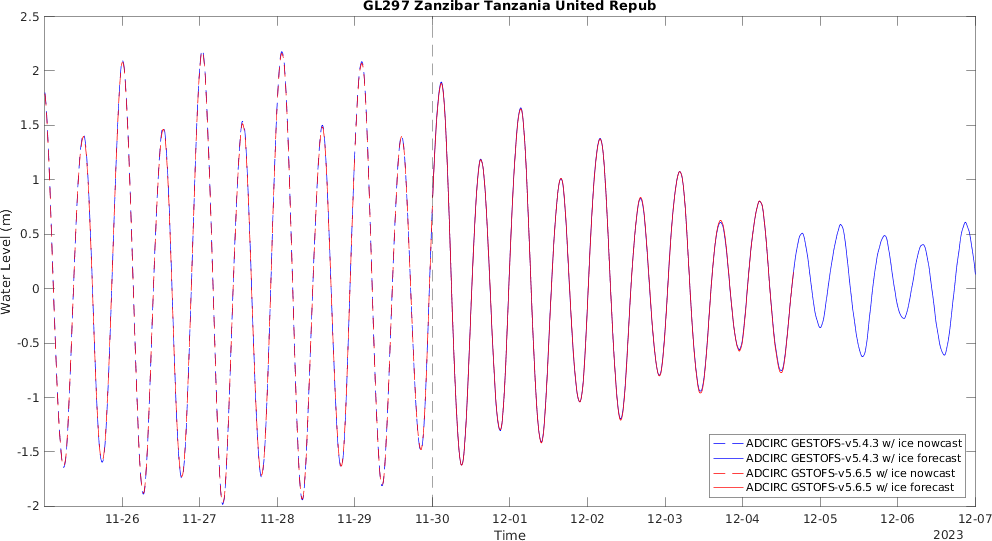 GL297 Zanzibar Tanzania United Repub
2.5
2
1.5
1
0.5
0
-0.5
-1
-1.5
-2
Water Level (m)
ADCIRC GESTOFS-v5.4.3 w/ ice nowcast
ADCIRC GESTOFS-v5.4.3 w/ ice forecast
ADCIRC GSTOFS-v5.6.5 w/ ice nowcast
ADCIRC GSTOFS-v5.6.5 w/ ice forecast
11-26 11-27 11-28 11-29 11-30 12-01 12-02 12-03 12-04 12-05 12-06 12-07
Time
2023